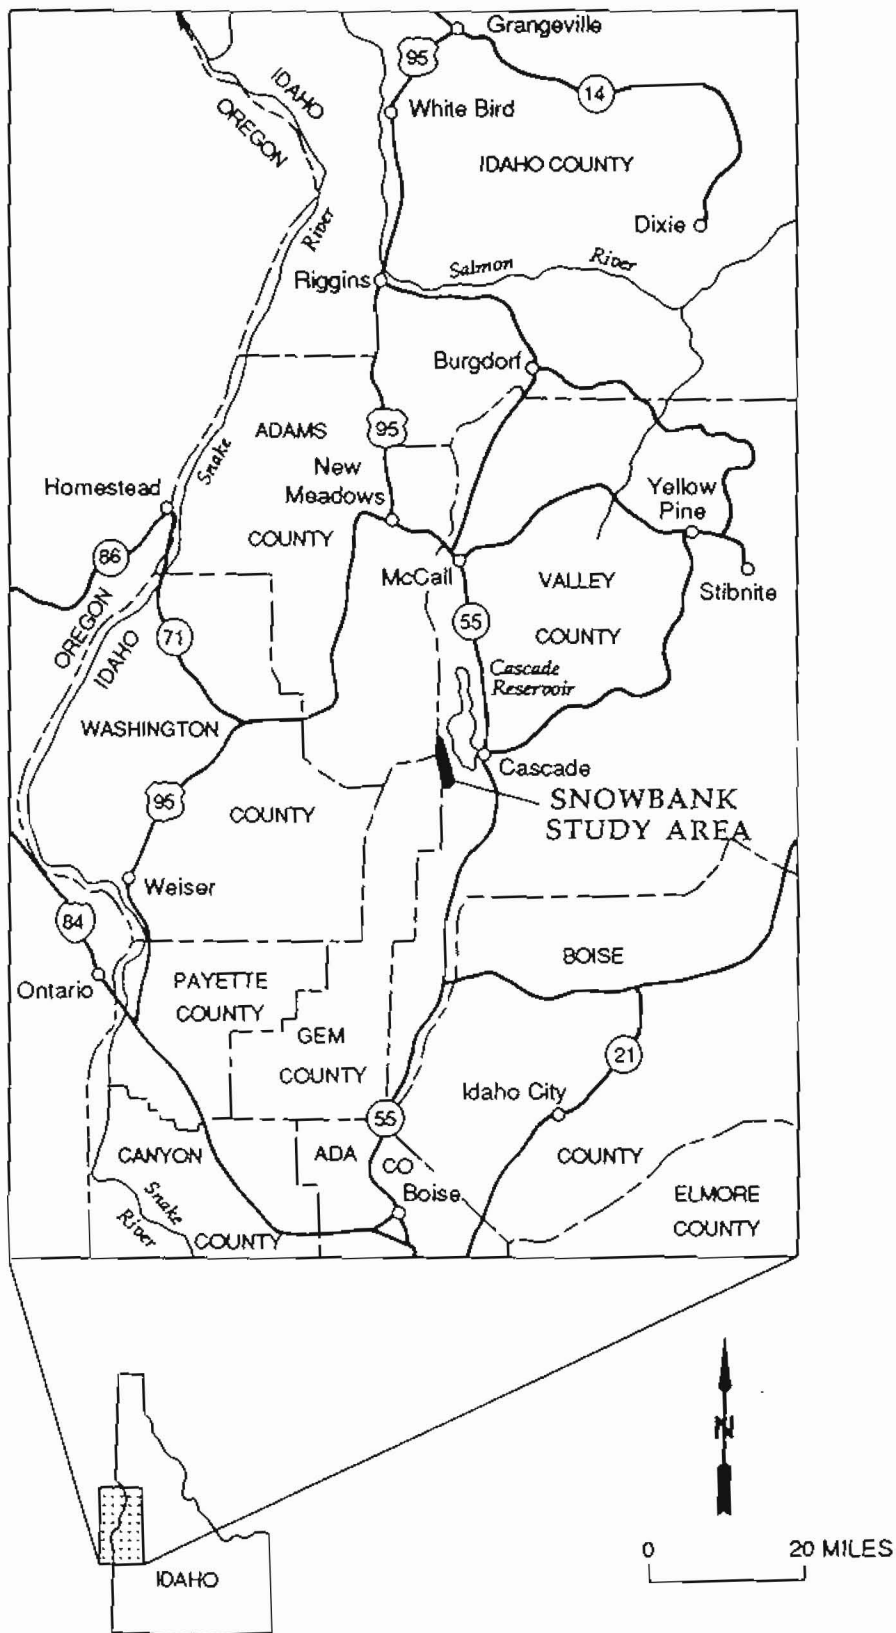 Grangeville
95
14
IDAHO
OREGON
White Bird
IDAHO COUNTY
Dixie
River
Salmon
River
Riggins
Burgdorf
ADAMS
95
Snake
New
Meadows
Homestead
Yellow
Pine
COUNTY
86
McCall
VALLEY
Stibnite
OREGON
IDAHO
71
55
COUNTY
Cascade
Reservoir
WASHINGTON
Cascade
95
COUNTY
SNOWBANK
STUDY AREA
Weiser
84
BOISE
Ontario
PAYETTE
COUNTY
GEM
COUNTY
21
Idaho City
55
CANYON
ADA
CO
COUNTY
Snake
River
Boise
ELMORE
COUNTY
COUNTY
N
0
20 MILES
IDAHO